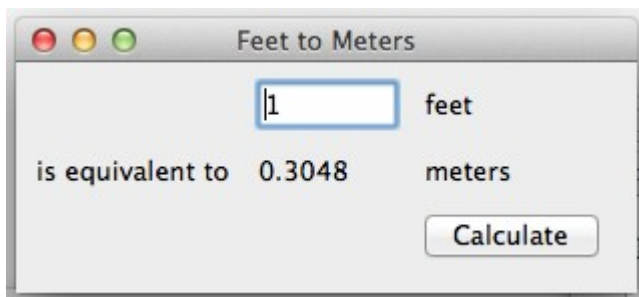 Feet to Meters
1 feet
is equivalent to 0.3048 meters
Calculate